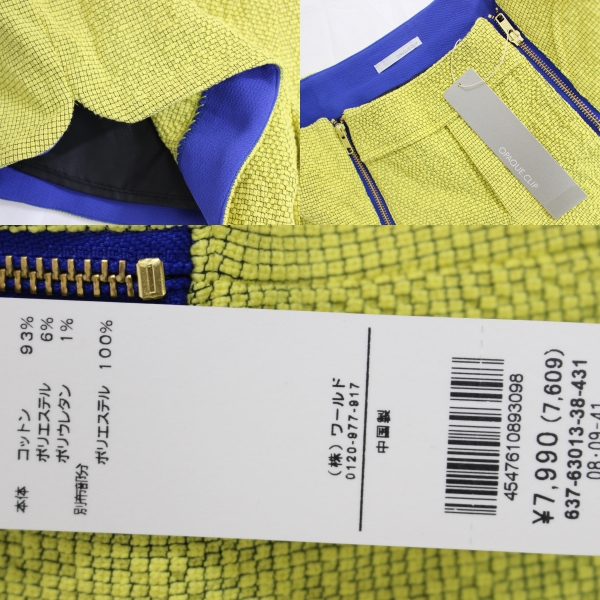 OPAQUE.CLIP
本体 コットン 93%
ポリエステル 6%
ポリウレタン 1%
別布部分
ポリエステル 100%
(株) ワールド
0120-977-917
中国製
4547610893098
¥7,990 (7,609)
637-63013-38-431
08:09-41